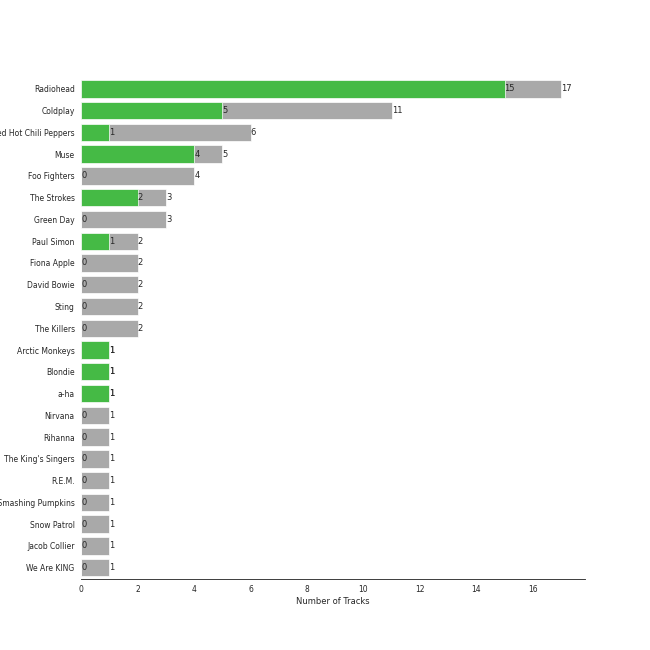 Radiohead 15 17
Coldplay 5 11
ed Hot Chili Peppers 1 6
Muse 4 5
Foo Fighters 0 4
The Strokes 2 3
Green Day 0 3
Paul Simon 1 2
Fiona Apple 0 2
David Bowie 0 2
Sting 0 2
The Killers 0 2
Arctic Monkeys 1 1
Blondie 1 1
a-ha 1 1
Nirvana 0 1
Rihanna 0 1
The King's Singers 0 1
R.E.M. 0 1
Smashing Pumpkins 0 1
Snow Patrol 0 1
Jacob Collier 0 1
We Are KING 0 1
0 2 4 6 8 10 12 14 16
Number of Tracks